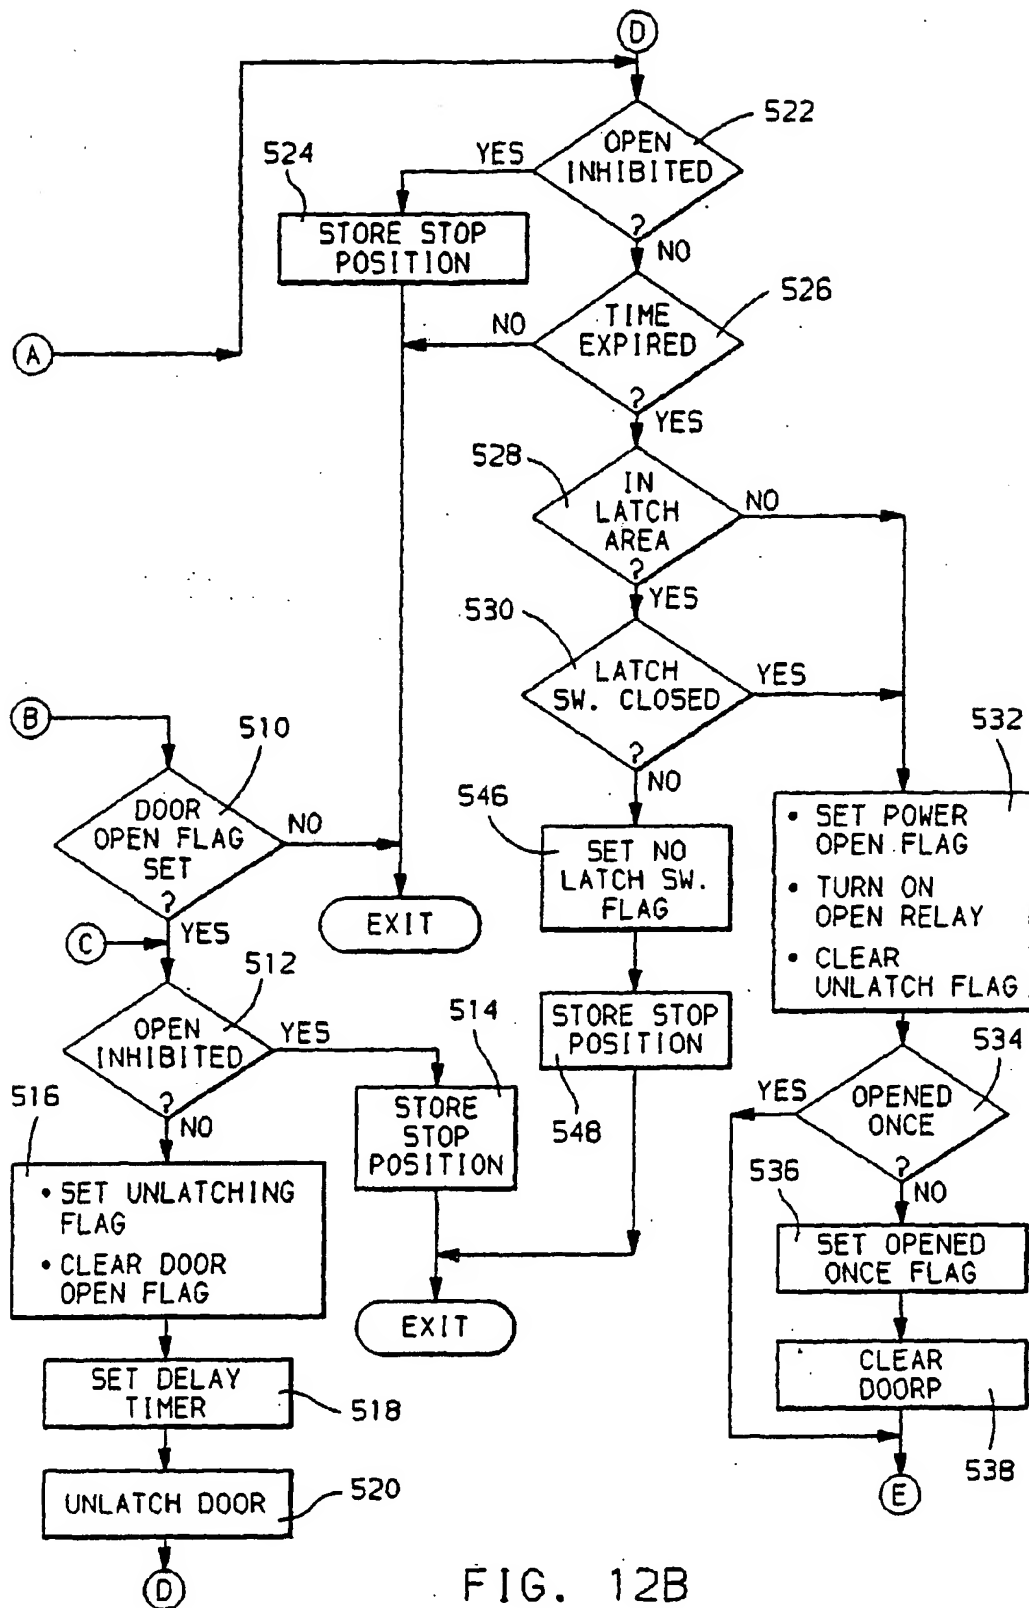 D
522
OPEN
INHIBITED
?
YES
NO
524
STORE STOP
POSITION
526
TIME
EXPIRED
?
NO
YES
A
528
IN
LATCH
AREA
?
NO
YES
530
LATCH
SW. CLOSED
?
YES
NO
B
510
DOOR
OPEN FLAG
SET
?
NO
YES
EXIT
546
SET NO
LATCH SW.
FLAG
532
• SET POWER
OPEN FLAG
• TURN ON
OPEN RELAY
• CLEAR
UNLATCH FLAG
C
512
OPEN
INHIBITED
?
YES
NO
514
STORE
STOP
POSITION
STORE STOP
POSITION
548
534
OPENED
ONCE
?
YES
NO
516
• SET UNLATCHING
FLAG
• CLEAR DOOR
OPEN FLAG
536
SET OPENED
ONCE FLAG
EXIT
SET DELAY
TIMER
518
CLEAR
DOORP
538
UNLATCH DOOR
520
E
D
FIG. 12B